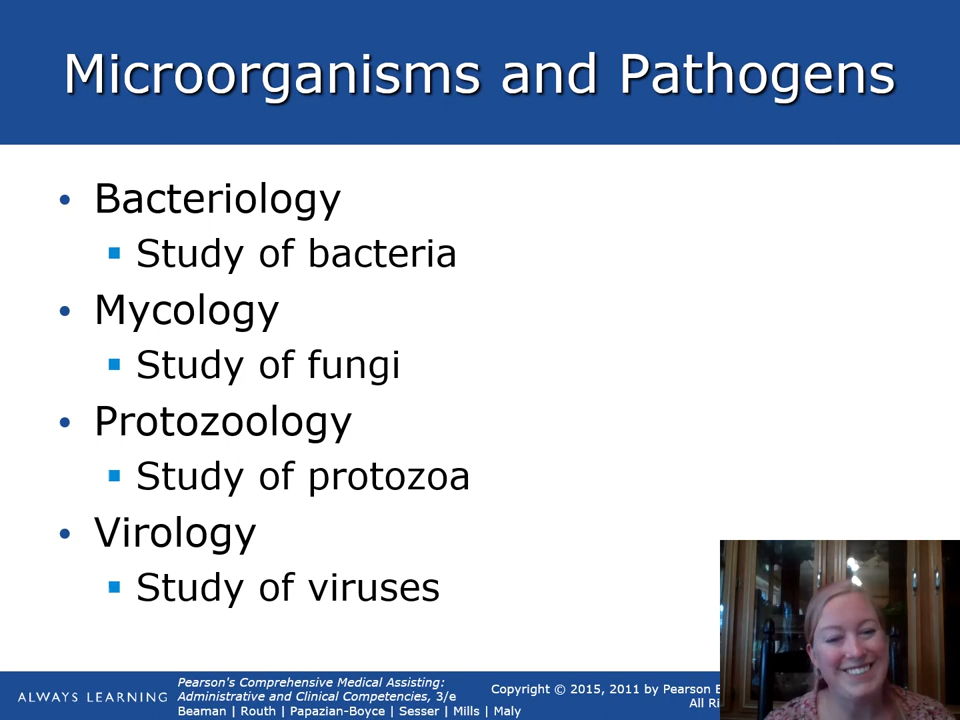 Microorganisms and Pathogens
• Bacteriology
▪ Study of bacteria
• Mycology
▪ Study of fungi
• Protozoology
▪ Study of protozoa
• Virology
▪ Study of viruses
ALWAYS LEARNING
Pearson's Comprehensive Medical Assisting:
Administrative and Clinical Competencies, 3/e
Beaman | Routh | Papazian-Boyce | Sesser | Mills | Maly
Copyright © 2015, 2011 by Pearson
All